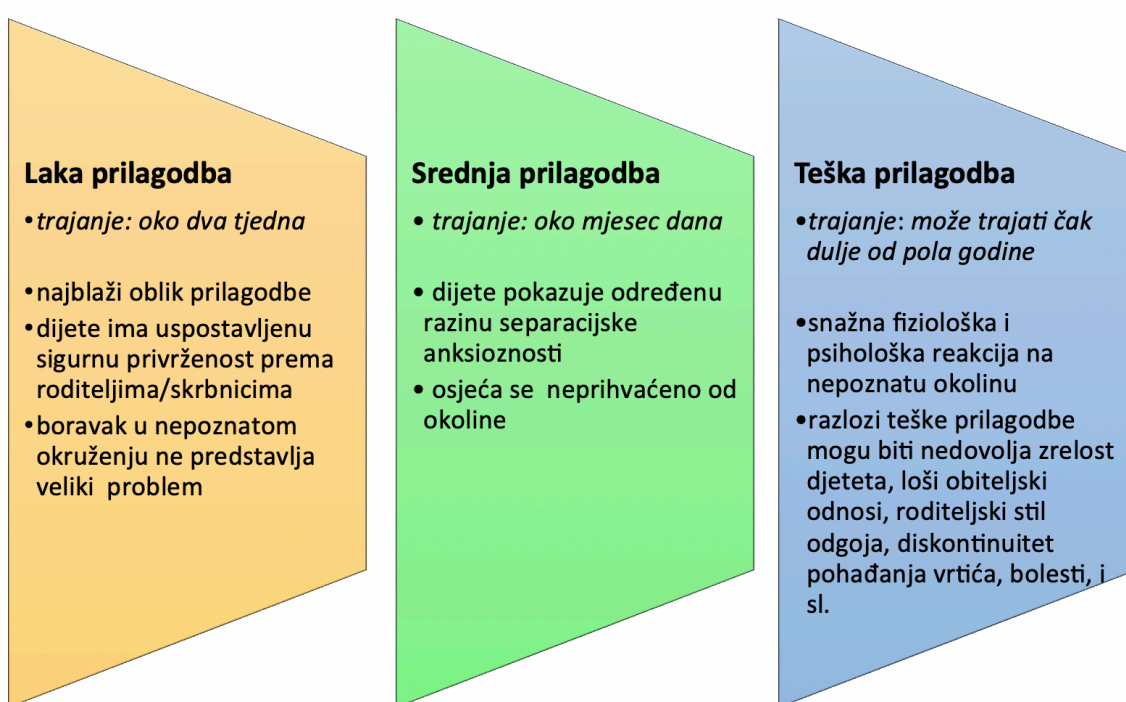 Laka prilagodba
•trajanje: oko dva tjedna
•najblaži oblik prilagodbe
•dijete ima uspostavljenu
sigurnu privrženost prema
roditeljima/skrbnicima
•boravak u nepoznatom
okruženju ne predstavlja
veliki problem
Srednja prilagodba
• trajanje: oko mjesec dana
• dijete pokazuje određenu
razinu separacijske
anksioznosti
• osjeća se neprihvaćeno od
okoline
Teška prilagodba
•trajanje: može trajati čak
dulje od pola godine
•snažna fiziološka i
psihološka reakcija na
nepoznatu okolinu
•razlozi teške prilagodbe
mogu biti nedovolja zrelost
djeteta, loši obiteljski
odnosi, roditeljski stil
odgoja, diskontinuitet
pohađanja vrtića, bolesti, i
sl.